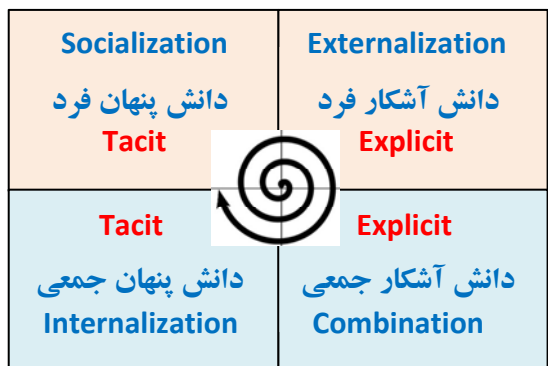 Socialization
دانش پنهان فرد
Tacit
Externalization
دانش آشکار فرد
Explicit
Tacit
دانش پنهان جمعی
Internalization
Explicit
دانش آشکار جمعی
Combination